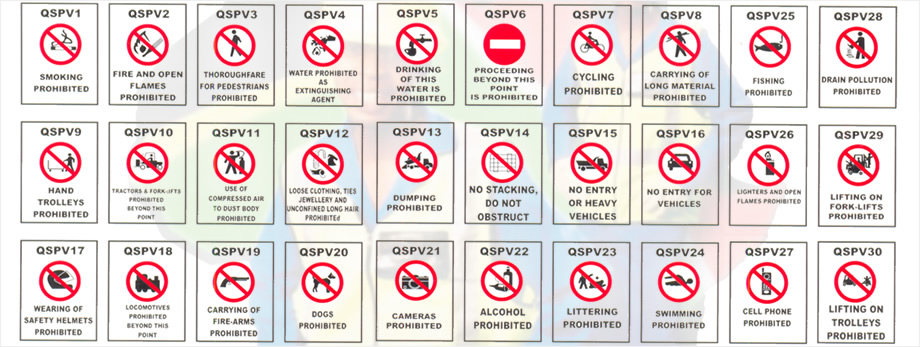 QSPV1
SMOKING
PROHIBITED
QSPV2
FIRE AND OPEN
FLAMES
PROHIBITED
QSPV3
THOROUGHFARE
FOR PEDESTRIANS
PROHIBITED
QSPV4
WATER PROHIBITED
AS
EXTINGUISHING
AGENT
QSPV5
DRINKING
OF THIS
WATER IS
PROHIBITED
QSPV6
PROCEEDING
BEYOND THIS
POINT
IS PROHIBITED
QSPV7
CYCLING
PROHIBITED
QSPV8
CARRYING OF
LONG MATERIAL
PROHIBITED
QSPV25
FISHING
PROHIBITED
QSPV28
DRAIN POLLUTION
PROHIBITED
QSPV9
HAND
TROLLEYS
PROHIBITED
QSPV10
TRACTORS & FORK-LIFTS
PROHIBITED
BEYOND THIS
POINT
QSPV11
USE OF
COMPRESSED AIR
TO DUST BODY
PROHIBITED
QSPV12
LOOSE CLOTHING, TIES
JEWELLERY AND
UNCONFINED LONG HAIR
PROHIBITED
QSPV13
DUMPING
PROHIBITED
QSPV14
NO STACKING,
DO NOT
OBSTRUCT
QSPV15
NO ENTRY
OR HEAVY
VEHICLES
QSPV16
NO ENTRY FOR
VEHICLES
QSPV26
LIGHTERS AND OPEN
FLAMES PROHIBITED
QSPV29
LIFTING ON
FORK-LIFTS
PROHIBITED
QSPV17
WEARING OF
SAFETY HELMETS
PROHIBITED
QSPV18
LOCOMOTIVES
PROHIBITED
BEYOND THIS
POINT
QSPV19
CARRYING OF
FIRE-ARMS
PROHIBITED
QSPV20
DOGS
PROHIBITED
QSPV21
CAMERAS
PROHIBITED
QSPV22
ALCOHOL
PROHIBITED
QSPV23
LITTERING
PROHIBITED
QSPV24
SWIMMING
PROHIBITED
QSPV27
CELL PHONE
PROHIBITED
QSPV30
LIFTING ON
TROLLEYS
PROHIBITED